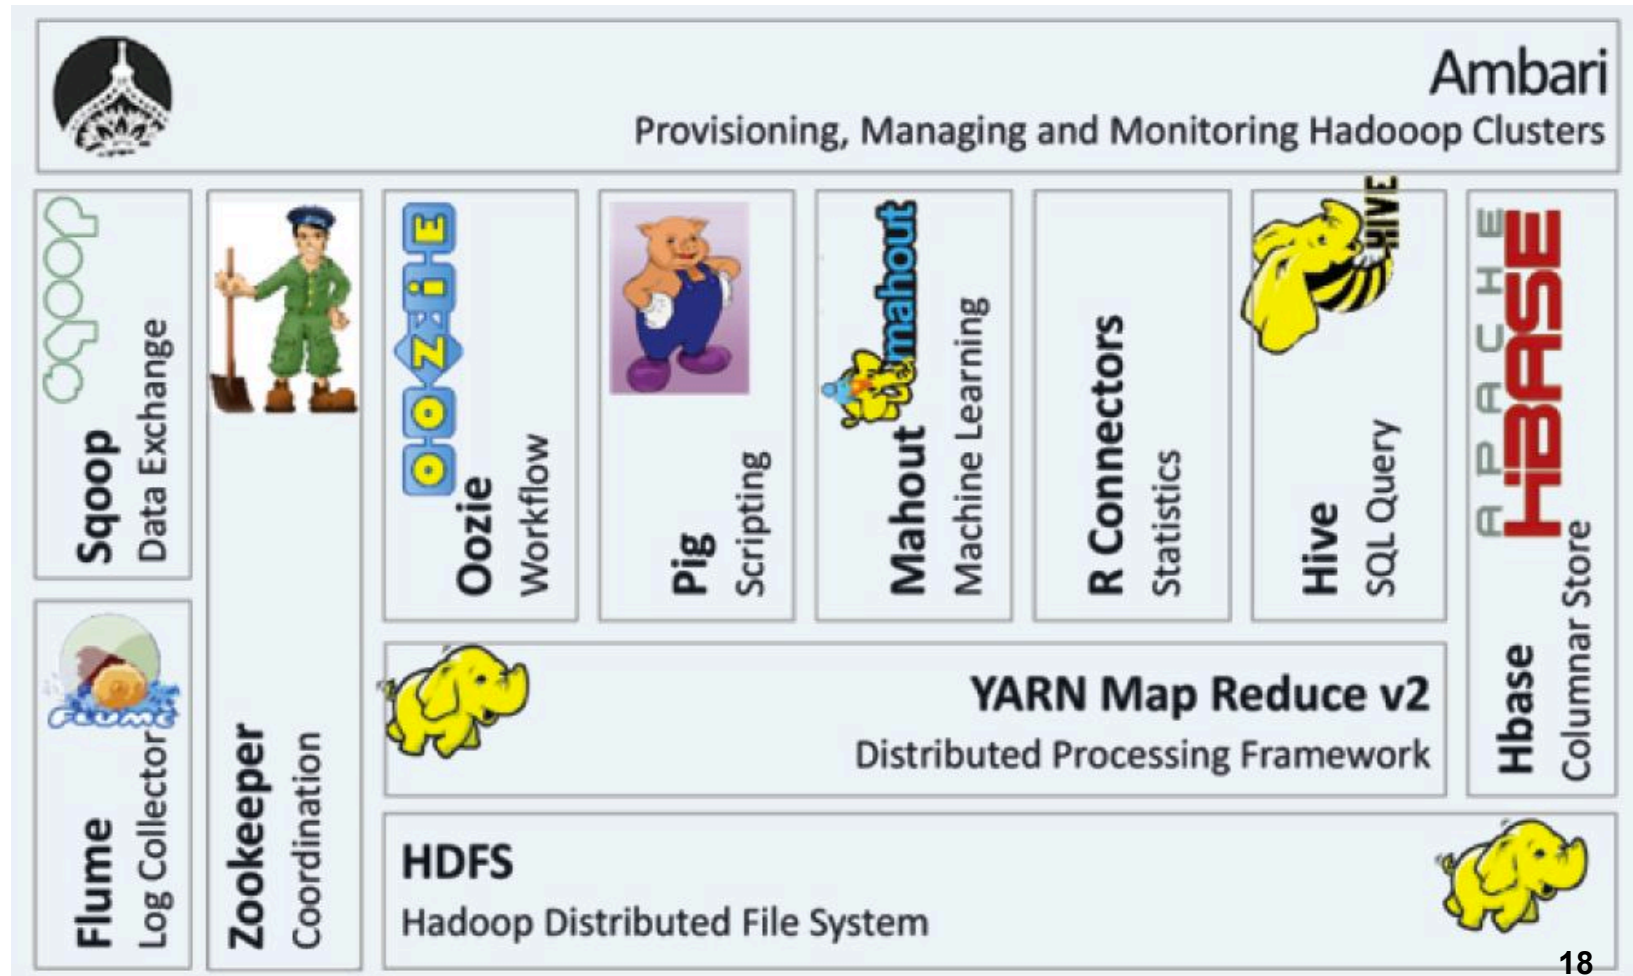 Ambari
Provisioning, Managing and Monitoring Hadooop Clusters
sqoop
Sqoop
Data Exchange
Zookeeper
Coordination
OOZIE
Oozie
Workflow
Pig
Scripting
mahout
Mahout
Machine Learning
R Connectors
Statistics
HIVE
Hive
SQL Query
APACHE
HBASE
Hbase
Columnar Store
FLUME
Flume
Log Collector
YARN Map Reduce v2
Distributed Processing Framework
HDFS
Hadoop Distributed File System
18